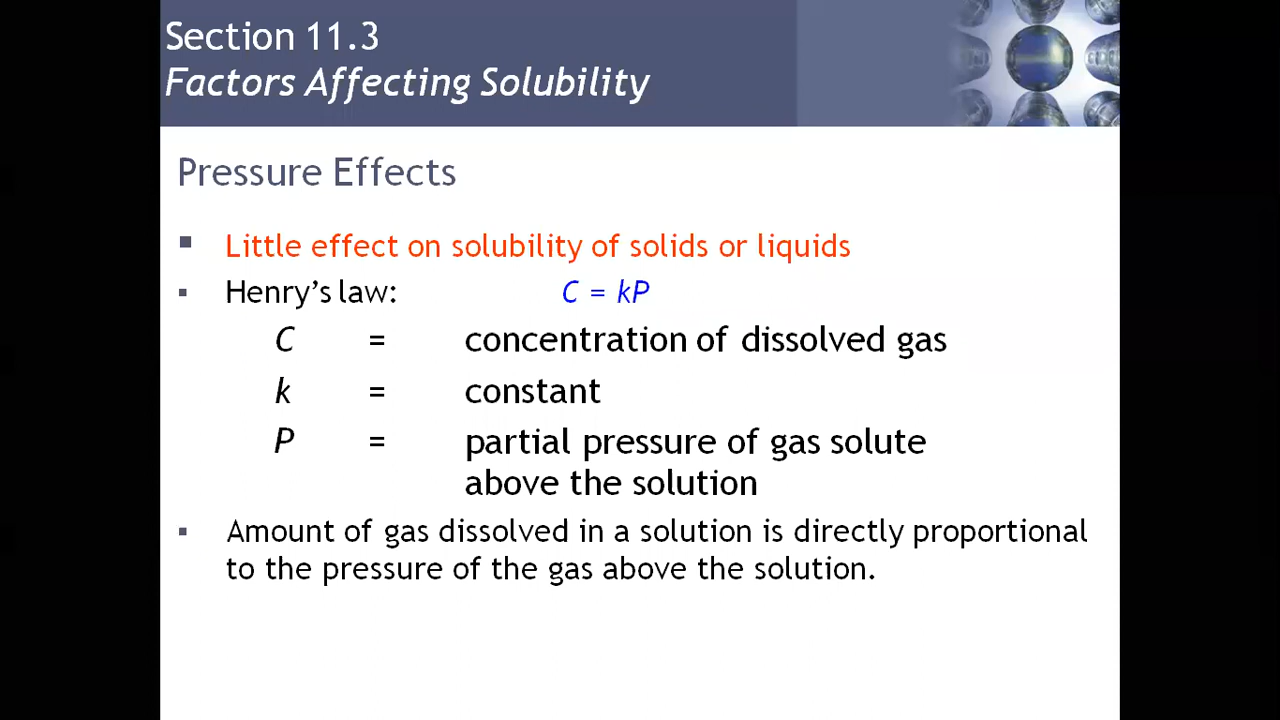 Section 11.3
Factors Affecting Solubility
Pressure Effects
▪ Little effect on solubility of solids or liquids
▪ Henry’s law: C = kP
C = concentration of dissolved gas
k = constant
P = partial pressure of gas solute
above the solution
▪ Amount of gas dissolved in a solution is directly proportional
to the pressure of the gas above the solution.